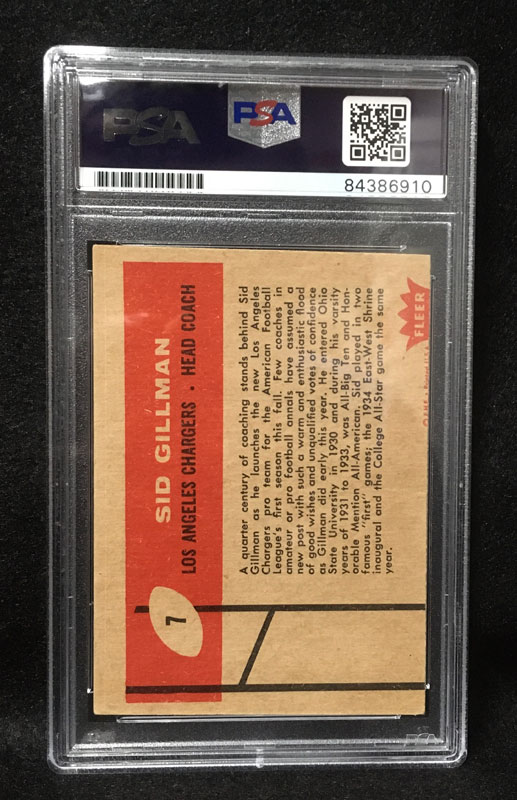 PSA
PSA
84386910
7
SID GILLMAN
LOS ANGELES CHARGERS • HEAD COACH
A quarter century of coaching stands behind Sid
Gillman as he launches the new Los Angeles
Chargers pro team for the American Football
League's first season this fall. Few coaches in
amateur or pro football annals have assumed a
new post with such a warm and enthusiastic flood
of good wishes and unqualified votes of confidence
as Gillman did early this year. He entered Ohio
State University in 1930 and during his varsity
years of 1931 to 1933, was All-Big Ten and Hon-
orable Mention All-American. Sid played in two
famous "first" games; the 1934 East-West Shrine
inaugural and the College All-Star game the same
year.
FLEER